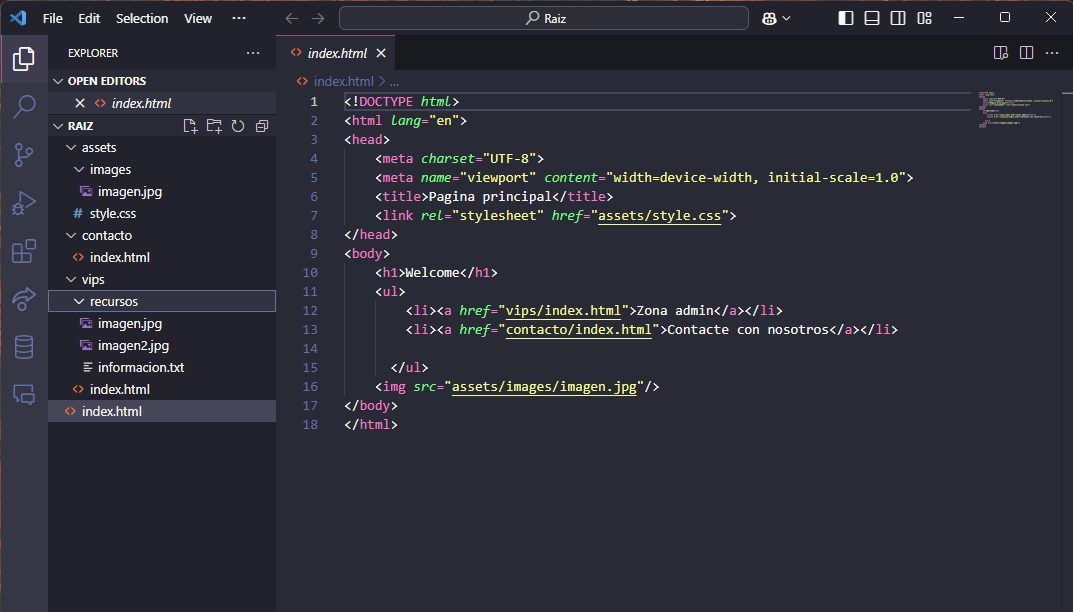 File Edit Selection View ··· Raiz
EXPLORER ···
OPEN EDITORS
index.html
RAIZ
assets
images
imagen.jpg
# style.css
contacto
<> index.html
vips
recursos
imagen.jpg
imagen2.jpg
informacion.txt
<> index.html
<> index.html
<> index.html
<> index.html > ...
1 <!DOCTYPE html>
2 <html lang="en">
3 <head>
4 <meta charset="UTF-8">
5 <meta name="viewport" content="width=device-width, initial-scale=1.0">
6 <title>Pagina principal</title>
7 <link rel="stylesheet" href="assets/style.css">
8 </head>
9 <body>
10 <h1>Welcome</h1>
11 <ul>
12 <li><a href="vips/index.html">Zona admin</a></li>
13 <li><a href="contacto/index.html">Contacte con nosotros</a></li>
14
15 </ul>
16 <img src="assets/images/imagen.jpg"/>
17 </body>
18 </html>